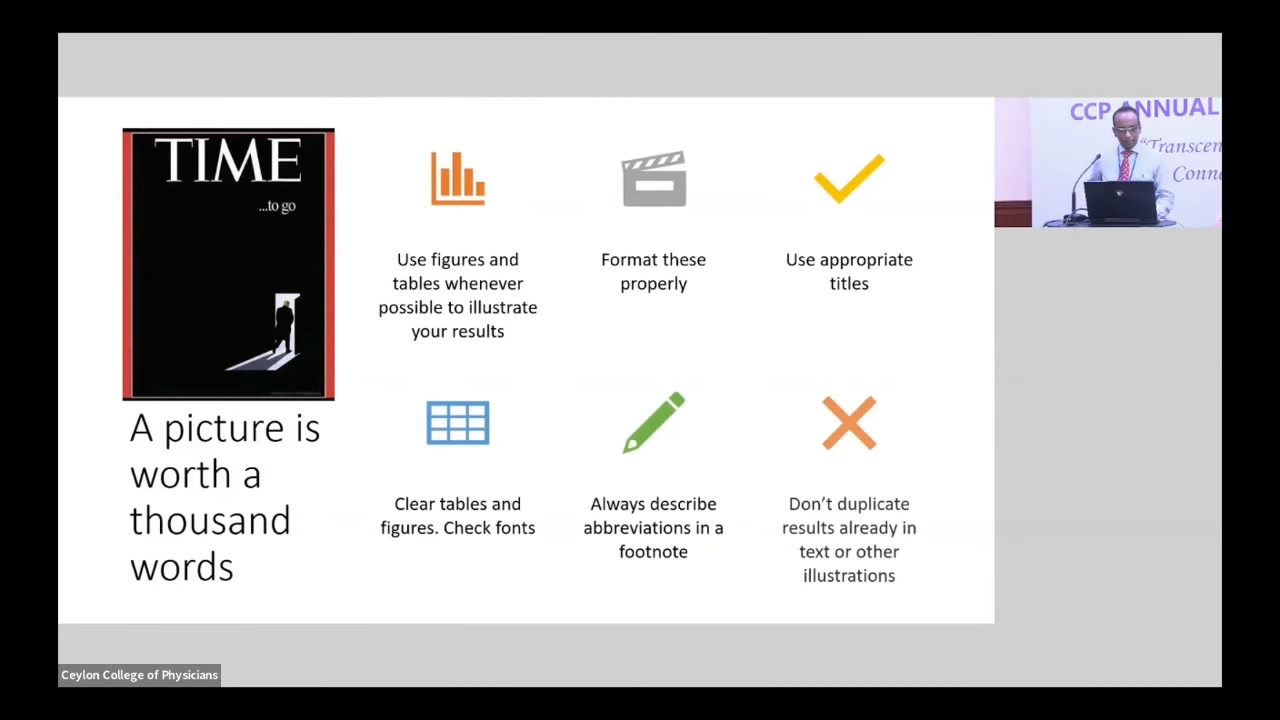 TIME
...to go
A picture is
worth a
thousand
words
Use figures and
tables whenever
possible to illustrate
your results
Format these
properly
Use appropriate
titles
Clear tables and
figures. Check fonts
Always describe
abbreviations in a
footnote
Don't duplicate
results already in
text or other
illustrations
CCP ANNUAL
"Transcen
Conne
Ceylon College of Physicians